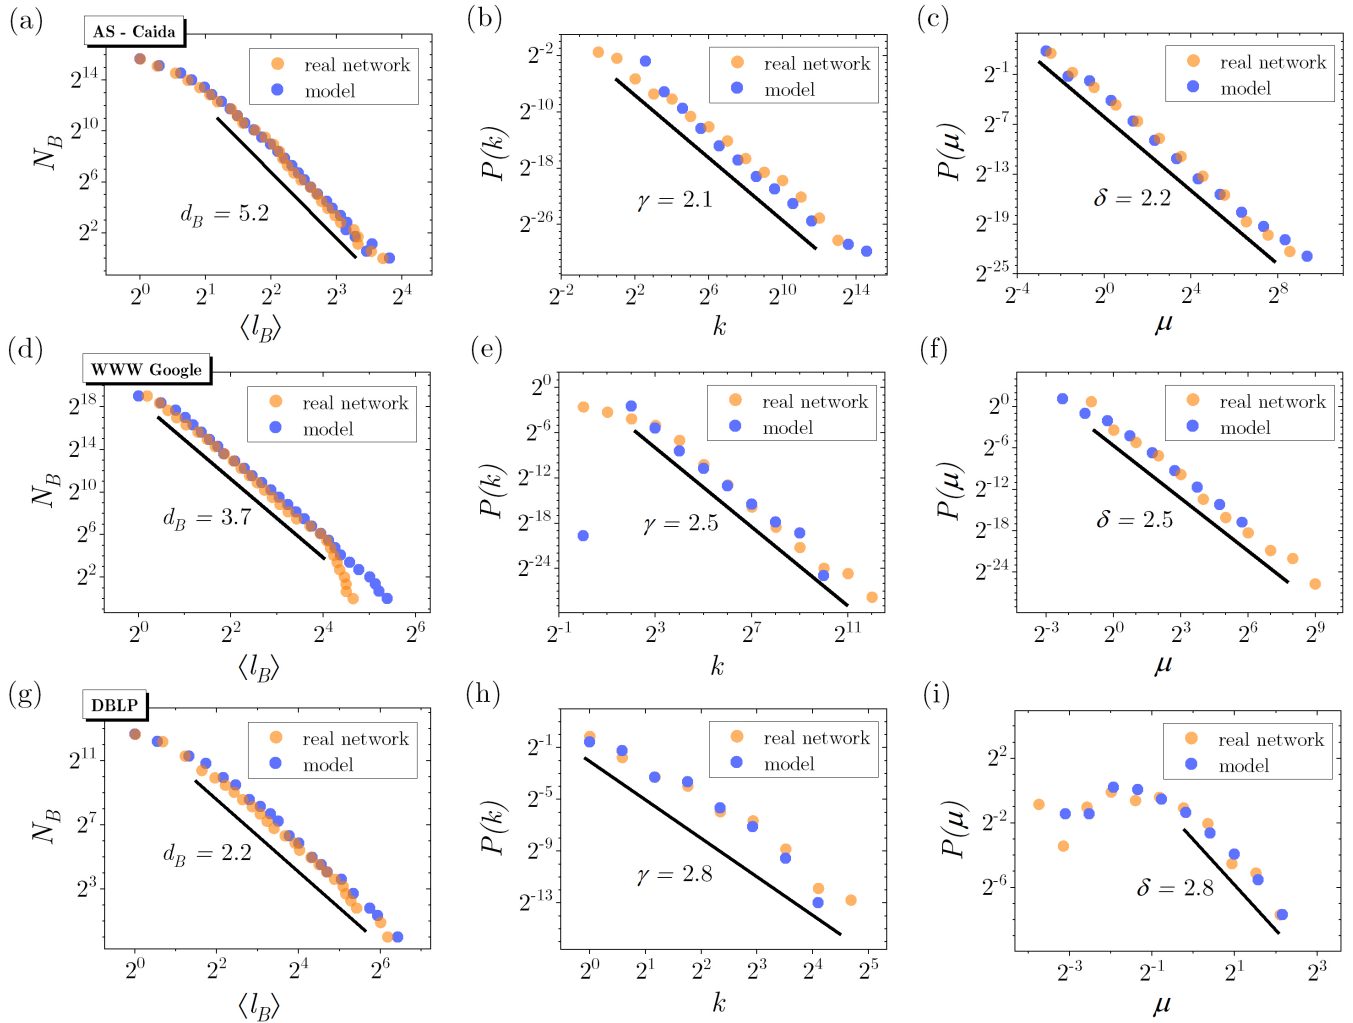 (a)
AS - Caida
real network
model
N_B
2^14
2^10
2^6
2^2
d_B = 5.2
2^0 2^1 2^2 2^3 2^4
⟨l_B⟩
(b)
real network
model
P(k)
2^-2
2^-10
2^-18
2^-26
γ = 2.1
2^-2 2^2 2^6 2^10 2^14
k
(c)
real network
model
P(μ)
2^-1
2^-7
2^-13
2^-19
2^-25
δ = 2.2
2^-4 2^0 2^4 2^8
μ
(d)
WWW Google
real network
model
N_B
2^18
2^14
2^10
2^6
2^2
d_B = 3.7
2^0 2^2 2^4 2^6
⟨l_B⟩
(e)
real network
model
P(k)
2^0
2^-6
2^-12
2^-18
2^-24
γ = 2.5
2^-1 2^3 2^7 2^11
k
(f)
real network
model
P(μ)
2^0
2^-6
2^-12
2^-18
2^-24
δ = 2.5
2^-3 2^0 2^3 2^6 2^9
μ
(g)
DBLP
real network
model
N_B
2^11
2^7
2^3
d_B = 2.2
2^0 2^2 2^4 2^6
⟨l_B⟩
(h)
real network
model
P(k)
2^-1
2^-5
2^-9
2^-13
γ = 2.8
2^0 2^1 2^2 2^3 2^4 2^5
k
(i)
real network
model
P(μ)
2^2
2^-2
2^-6
δ = 2.8
2^-3 2^-1 2^1 2^3
μ